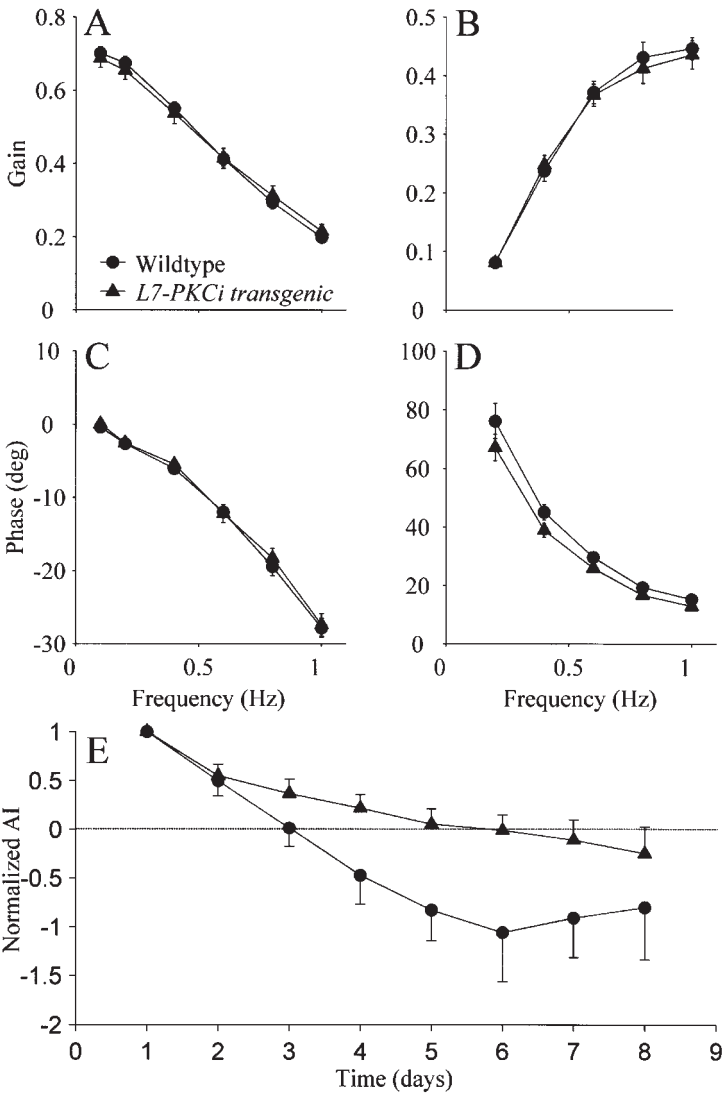 A
B
0.8
0.6
0.4
0.2
0
Gain
Wildtype
L7-PKCi transgenic
0.5
0.4
0.3
0.2
0.1
0
C
D
10
0
-10
-20
-30
Phase (deg)
0
0.5
1
Frequency (Hz)
100
80
60
40
20
0
0
0.5
1
Frequency (Hz)
E
1
0.5
0
-0.5
-1
-1.5
-2
Normalized AI
0 1 2 3 4 5 6 7 8 9
Time (days)